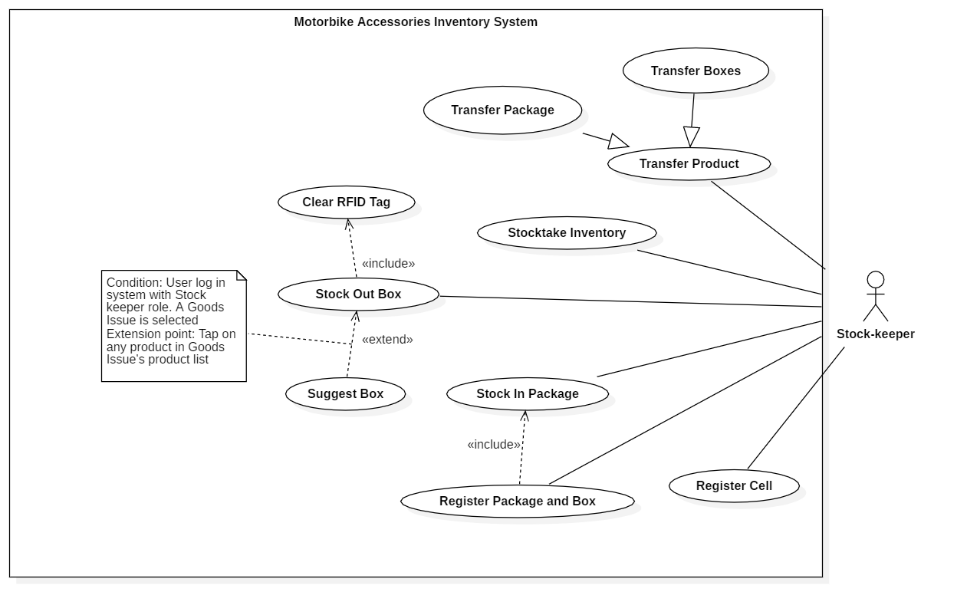 Motorbike Accessories Inventory System
Transfer Boxes
Transfer Package
Transfer Product
Clear RFID Tag
Stocktake Inventory
«include»
Condition: User log in
system with Stock
keeper role. A Goods
Issue is selected
Extension point: Tap on
any product in Goods
Issue's product list
Stock Out Box
Stock-keeper
«extend»
Suggest Box
Stock In Package
«include»
Register Cell
Register Package and Box